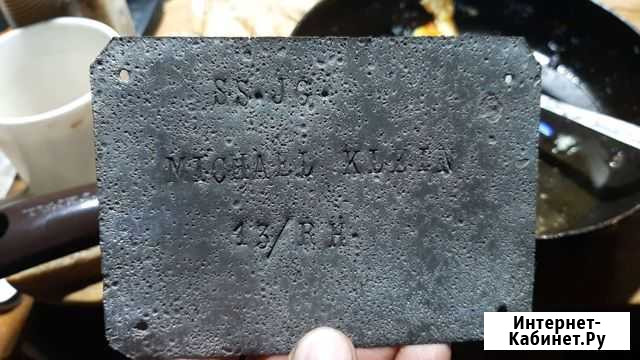 SS.JG.
MICHAEL KLEIN
13/RH.
Интернет-
Кабинет.Ру